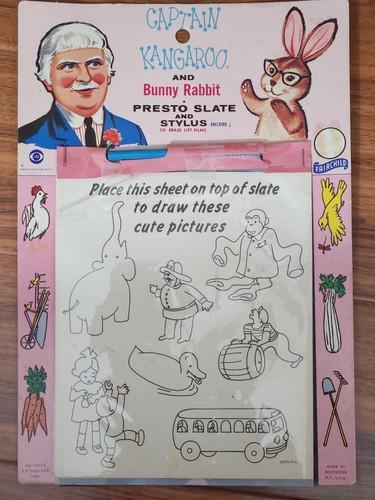 CAPTAIN
KANGAROO
AND
Bunny Rabbit
PRESTO SLATE
AND
STYLUS ENCLOSED
TO ERASE LIFT FILMS
FAIRCHILD
Place this sheet on top of slate
to draw these
cute pictures
MADE IN
ROCHESTER
N.Y., U.S.A.